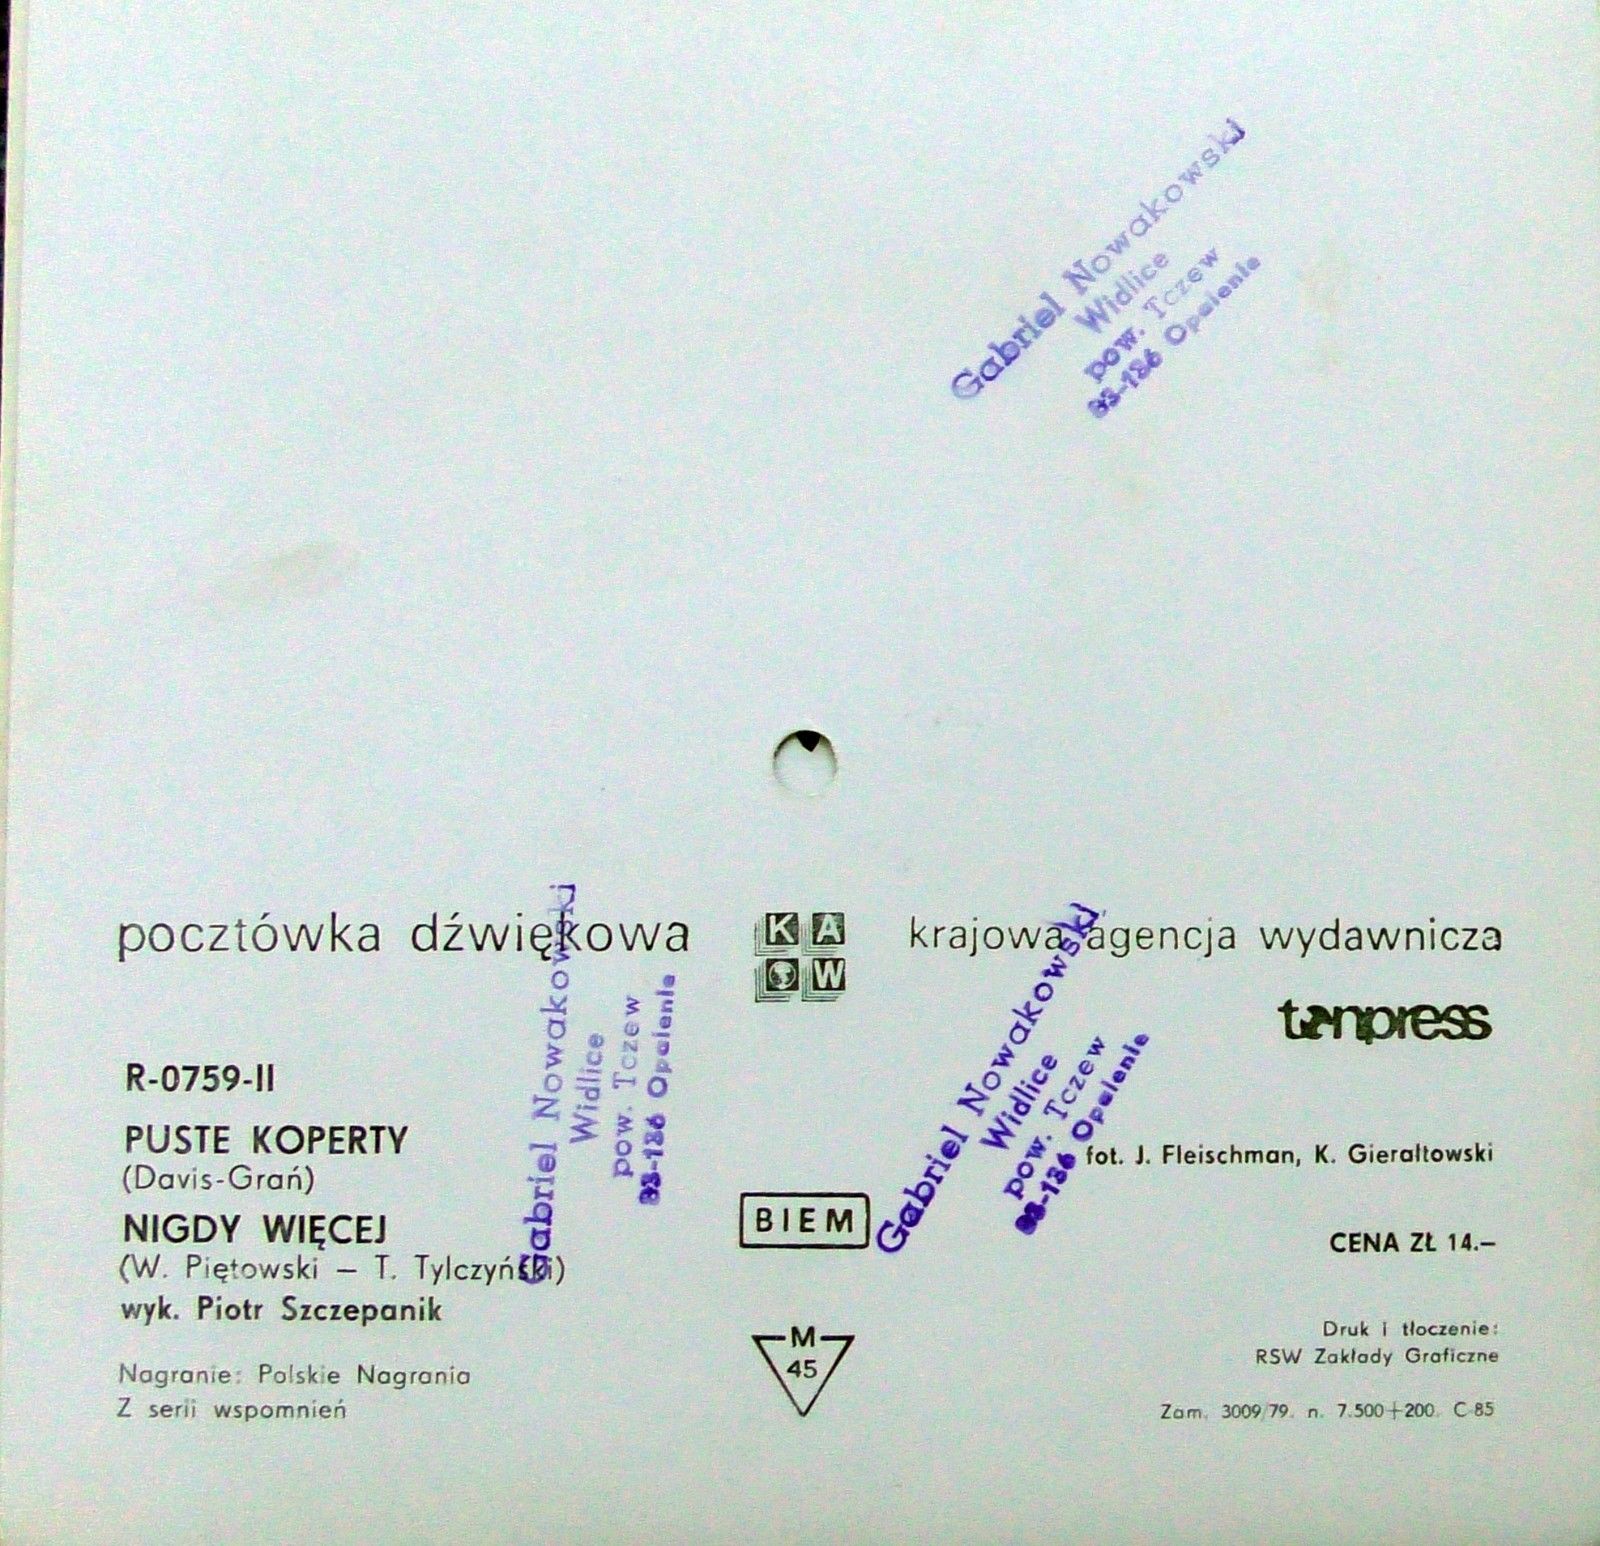 Gabriel Nowakowski
Widlice
pow. Tczew
83-136 Opalenie
pocztówka dźwiękowa
K A
W
krajowa agencja wydawnicza
tonpress
R-0759-II
PUSTE KOPERTY
(Davis-Grań)
NIGDY WIĘCEJ
(W. Piętowski – T. Tylczyński)
wyk. Piotr Szczepanik
Nagranie: Polskie Nagrania
Z serii wspomnień
Gabriel Nowakowski
Widlice
pow. Tczew
83-136 Opalenie
BIEM
M
45
Gabriel Nowakowski
Widlice
pow. Tczew
83-136 Opalenie
fot. J. Fleischman, K. Gierałtowski
CENA ZŁ 14.–
Druk i tłoczenie:
RSW Zakłady Graficzne
Zam. 3009/79. n. 7.500+200. C-85